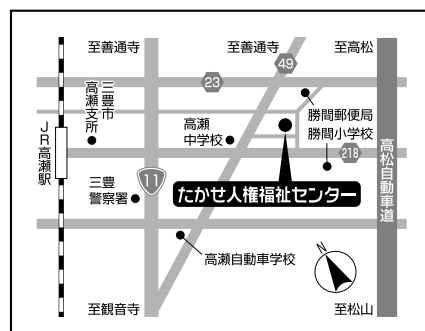 至善通寺
至善通寺
至高松
49
23
三豊市
高瀬支所
高瀬
中学校
勝間郵便局
勝間小学校
218
JR高瀬駅
高松自動車道
三豊
警察署
11
たかせ人権福祉センター
高瀬自動車学校
N
至観音寺
至松山